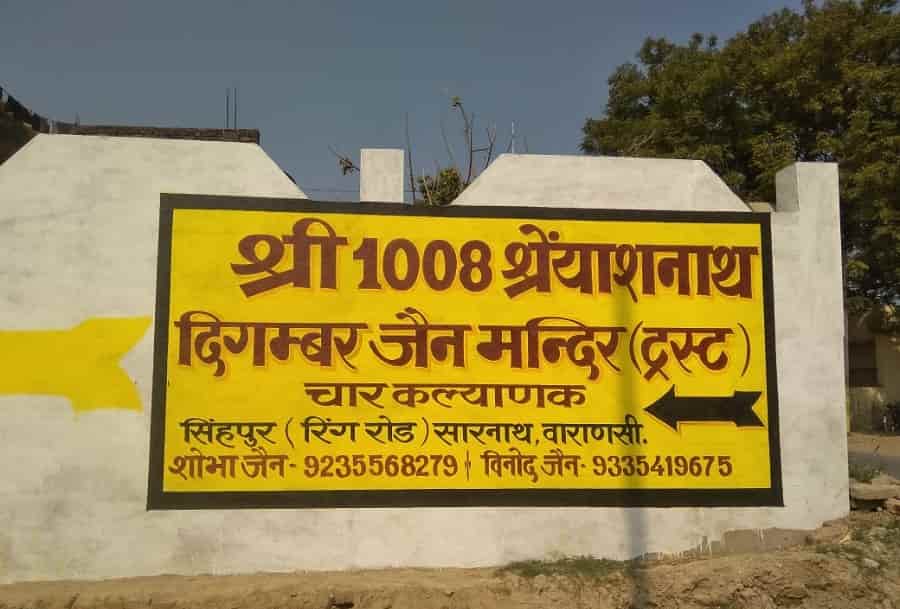 श्री 1008 श्रेंयाशनाथ
दिगम्बर जैन मन्दिर (ट्रस्ट)
चार कल्याणक
सिंहपुर (रिंग रोड) सारनाथ, वाराणसी.
शोभा जैन- 9235568279 | विनोद जैन- 9335419675